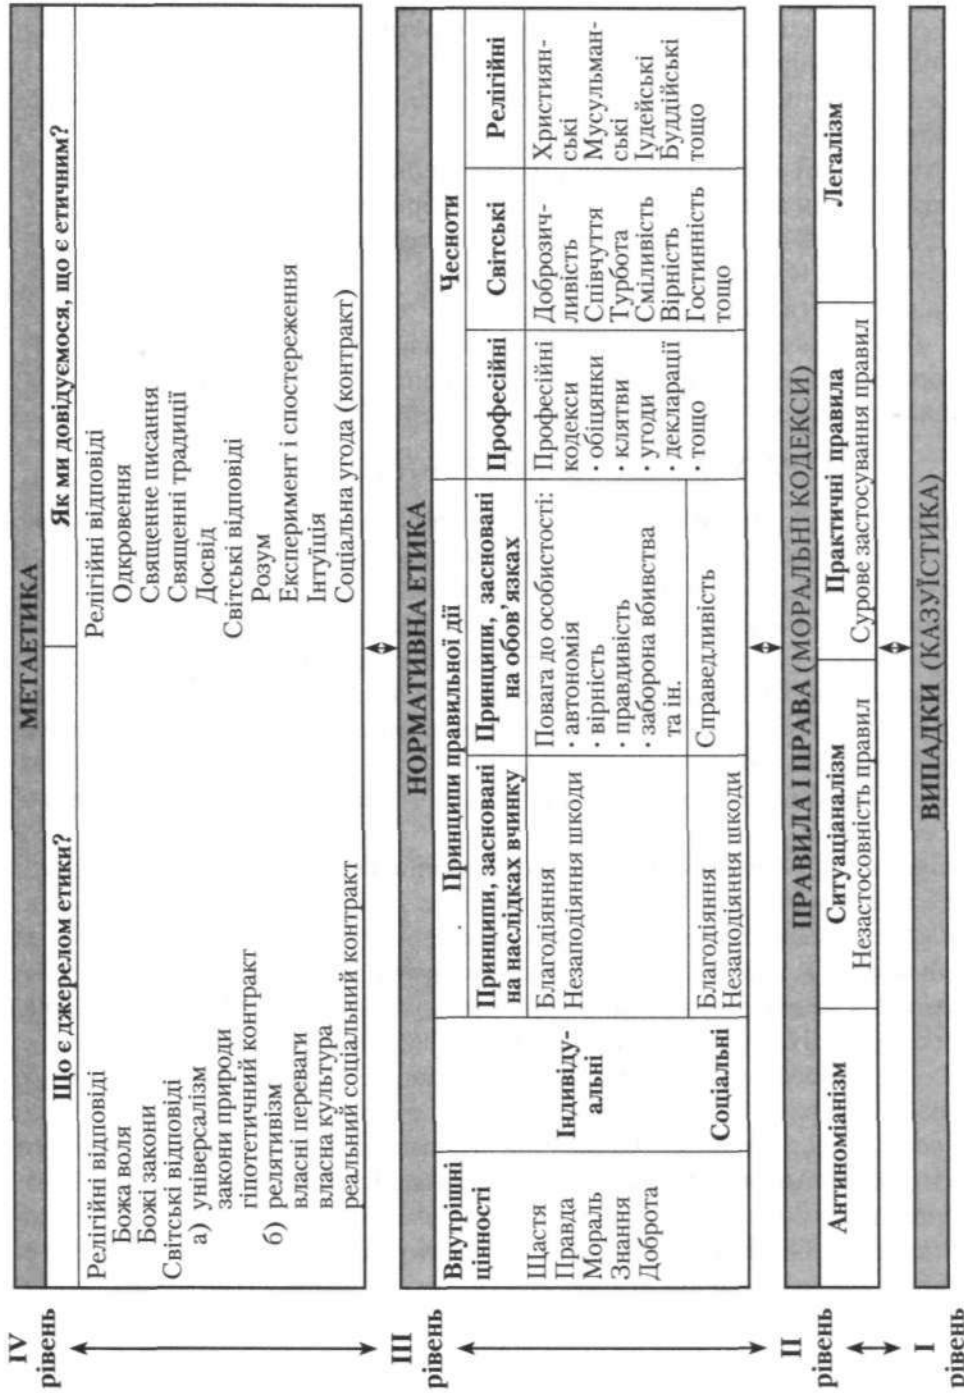 IV
рівень
МЕТАЕТИКА
Що є джерелом етики?
Релігійні відповіді
Божа воля
Божі закони
Світські відповіді
а) універсалізм
закони природи
гіпотетичний контракт
б) релятивізм
власні переваги
власна культура
реальний соціальний контракт
Як ми довідуємося, що є етичним?
Релігійні відповіді
Одкровення
Священне писання
Священні традиції
Досвід
Світські відповіді
Розум
Експеримент і спостереження
Інтуїція
Соціальна угода (контракт)
III
рівень
НОРМАТИВНА ЕТИКА
Внутрішні
цінності
Щастя
Правда
Мораль
Знання
Доброта
Принципи правильної дії
Принципи, засновані
на наслідках вчинку
Принципи, засновані
на обов’язках
Індивіду-
альні
Благодіяння
Незаподіяння шкоди
Повага до особистості:
· автономія
· вірність
· правдивість
· заборона вбивства
та ін.
Соціальні
Благодіяння
Незаподіяння шкоди
Справедливість
Чесноти
Професійні
Професійні
кодекси
· обіцянки
· клятви
· угоди
· декларації
· тощо
Світські
Доброзич-
ливість
Співчуття
Турбота
Сміливість
Вірність
Гостинність
тощо
Релігійні
Християн-
ські
Мусульман-
ські
Іудейські
Буддійські
тощо
II
рівень
ПРАВИЛА І ПРАВА (МОРАЛЬНІ КОДЕКСИ)
Антиноміанізм
Ситуаціаналізм
Незастосовність правил
Практичні правила
Сурове застосування правил
Легалізм
I
рівень
ВИПАДКИ (КАЗУЇСТИКА)